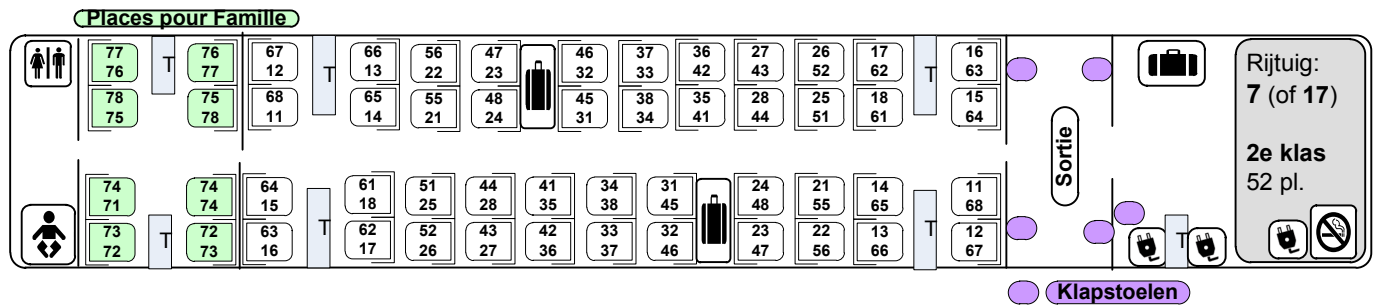 Places pour Famille
77 76 67 66 56 47 46 37 36 27 26 17 16
76 T 77 12 T 13 22 23 32 33 42 43 52 62 T 63
78 75 68 65 55 48 45 38 35 28 25 18 15
75 78 11 14 21 24 31 34 41 44 51 61 64
74 74 64 61 51 44 41 34 31 24 21 14 11
71 74 15 18 25 28 35 38 45 48 55 65 68
73 T 72 63 T 62 52 43 42 33 32 23 22 13 T 12 T
72 73 16 17 26 27 36 37 46 47 56 66 67
Sortie
Rijtuig:
7 (of 17)
2e klas
52 pl.
Klapstoelen